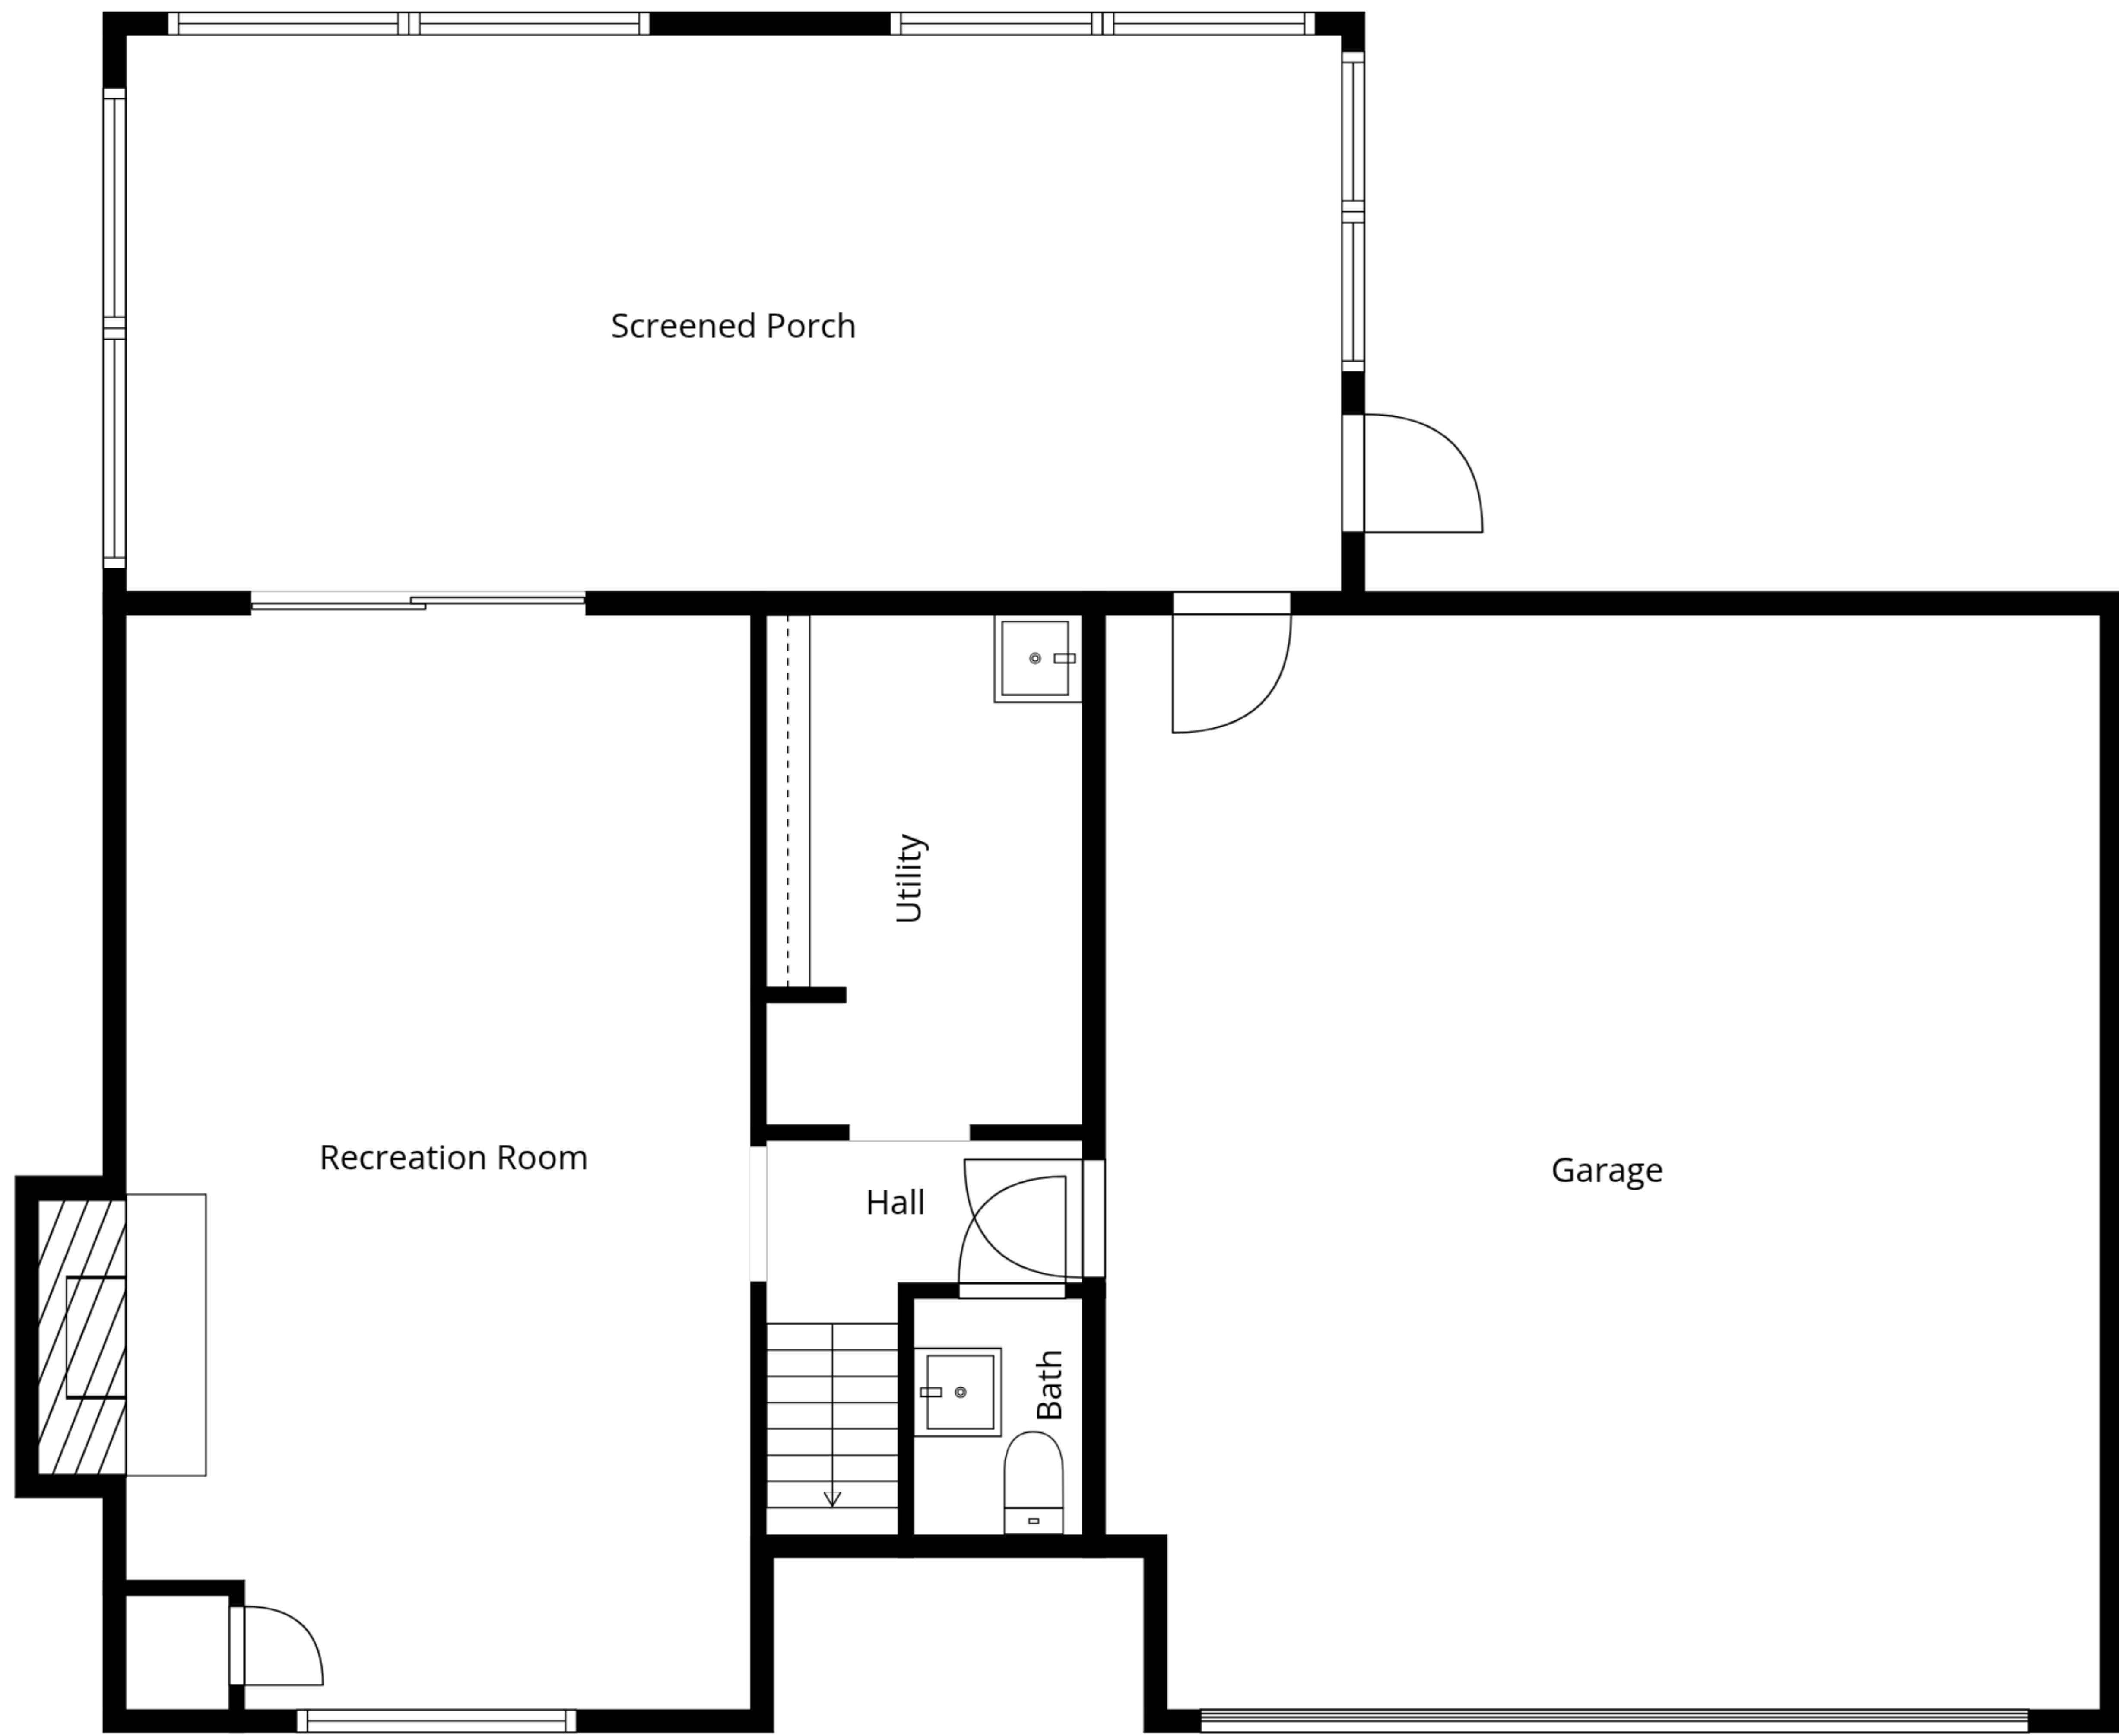 Screened Porch
Utility
Recreation Room
Hall
Garage
Bath